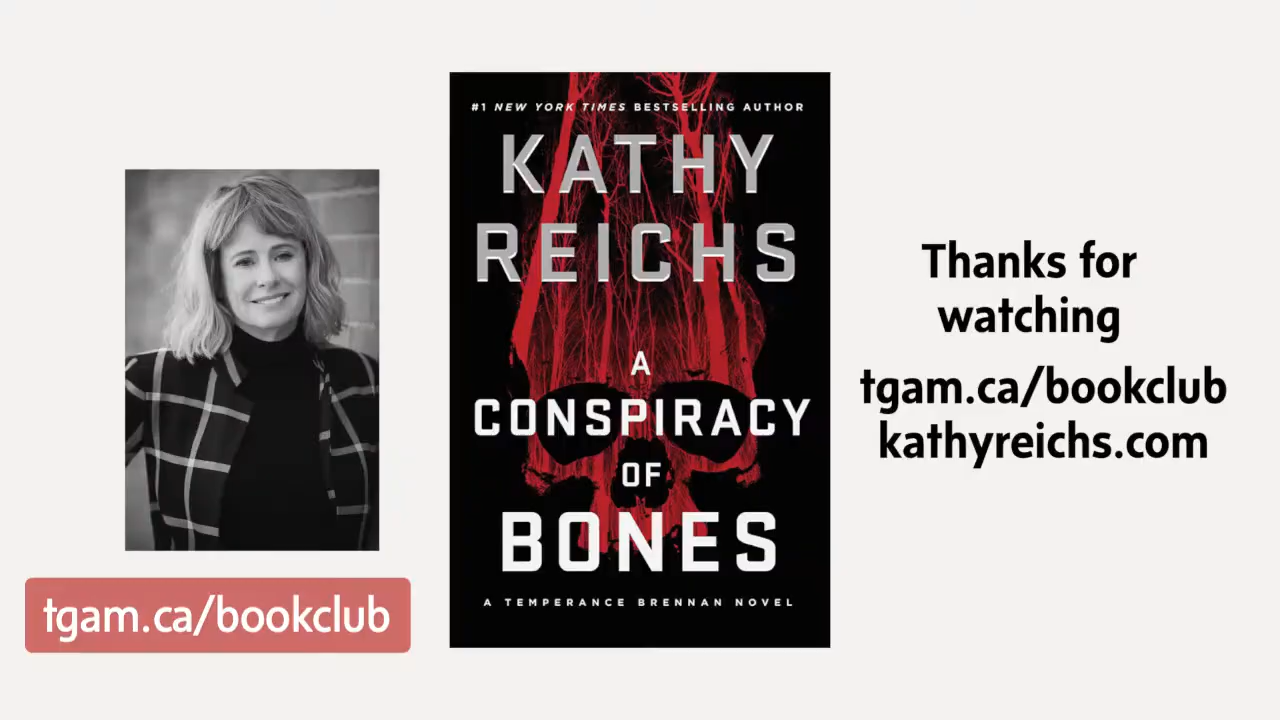 #1 NEW YORK TIMES BESTSELLING AUTHOR
KATHY
REICHS
A
CONSPIRACY
OF
BONES
A TEMPERANCE BRENNAN NOVEL
Thanks for
watching
tgam.ca/bookclub
kathyreichs.com
tgam.ca/bookclub